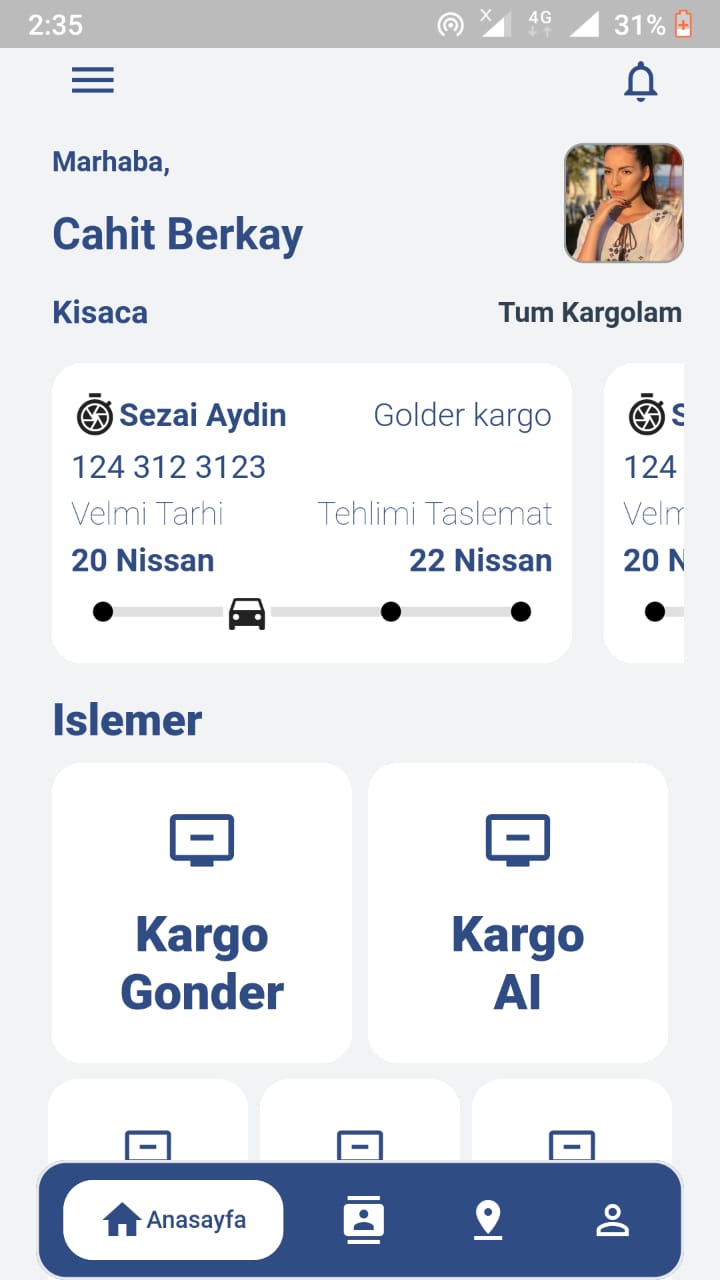 2:35
4G
31%
Marhaba,
Cahit Berkay
Kisaca
Tum Kargolam
Sezai Aydin
Golder kargo
124 312 3123
Velmi Tarhi
Tehlimi Taslemat
20 Nissan
22 Nissan
S
124
Velm
20 N
Islemer
Kargo
Gonder
Kargo
Al
Anasayfa